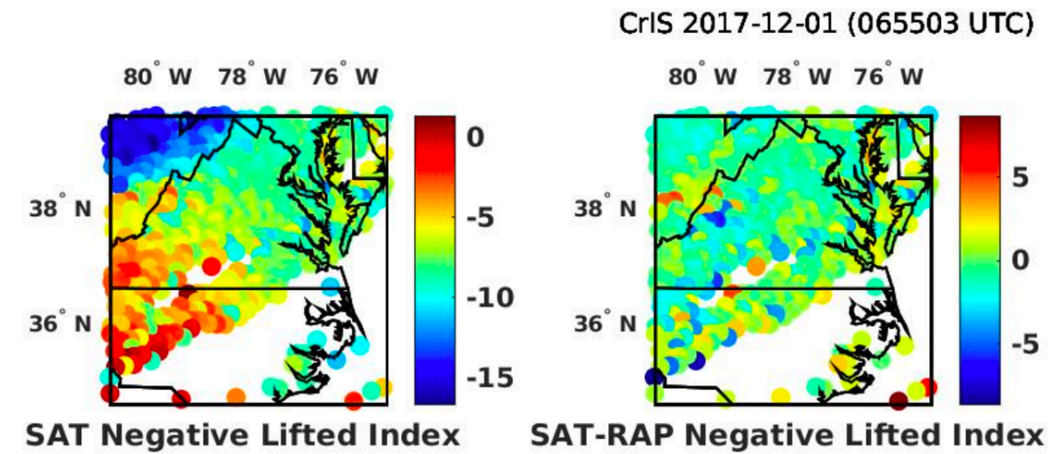 CrIS 2017-12-01 (065503 UTC)
80° W 78° W 76° W
80° W 78° W 76° W
0
-5
-10
-15
38° N
36° N
5
0
-5
38° N
36° N
SAT Negative Lifted Index
SAT-RAP Negative Lifted Index